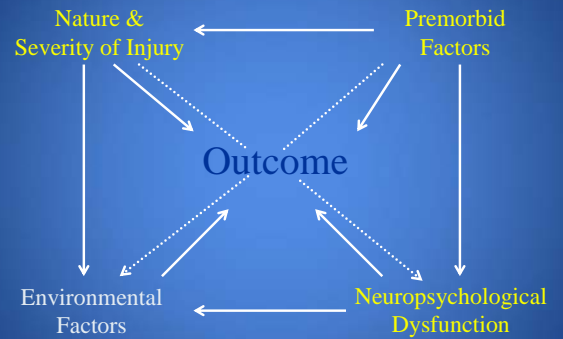 Nature &
Severity of Injury
Premorbid
Factors
Outcome
Environmental
Factors
Neuropsychological
Dysfunction